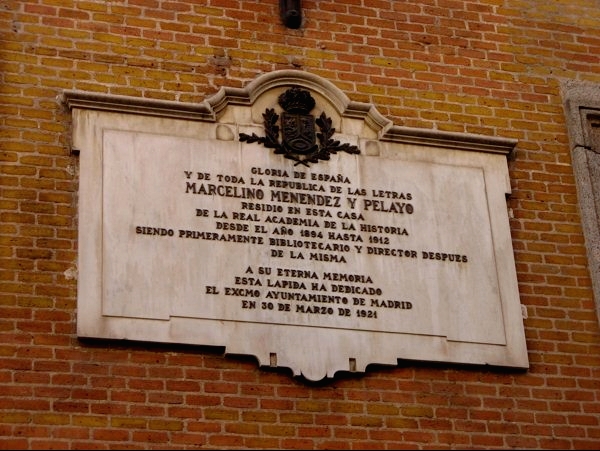 GLORIA DE ESPAÑA
Y DE TODA LA REPUBLICA DE LAS LETRAS
MARCELINO MENENDEZ Y PELAYO
RESIDIO EN ESTA CASA
DE LA REAL ACADEMIA DE LA HISTORIA
DESDE EL AÑO 1894 HASTA 1912
SIENDO PRIMERAMENTE BIBLIOTECARIO Y DIRECTOR DESPUES
DE LA MISMA
A SU ETERNA MEMORIA
ESTA LAPIDA HA DEDICADO
EL EXCMO AYUNTAMIENTO DE MADRID
EN 30 DE MARZO DE 1921